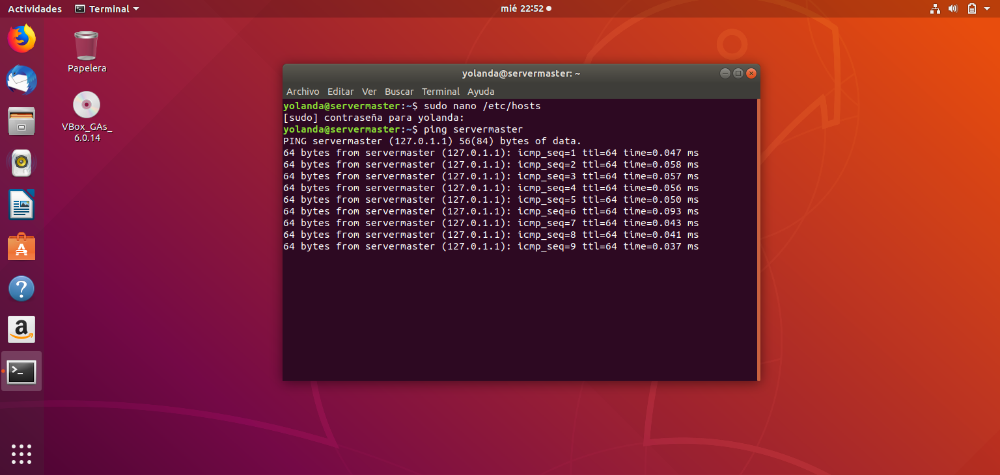 Actividades Terminal mié 22:52
Papelera
VBox_GAs_
6.0.14
yolanda@servermaster: ~
Archivo Editar Ver Buscar Terminal Ayuda
yolanda@servermaster:~$ sudo nano /etc/hosts
[sudo] contraseña para yolanda:
yolanda@servermaster:~$ ping servermaster
PING servermaster (127.0.1.1) 56(84) bytes of data.
64 bytes from servermaster (127.0.1.1): icmp_seq=1 ttl=64 time=0.047 ms
64 bytes from servermaster (127.0.1.1): icmp_seq=2 ttl=64 time=0.058 ms
64 bytes from servermaster (127.0.1.1): icmp_seq=3 ttl=64 time=0.057 ms
64 bytes from servermaster (127.0.1.1): icmp_seq=4 ttl=64 time=0.056 ms
64 bytes from servermaster (127.0.1.1): icmp_seq=5 ttl=64 time=0.050 ms
64 bytes from servermaster (127.0.1.1): icmp_seq=6 ttl=64 time=0.093 ms
64 bytes from servermaster (127.0.1.1): icmp_seq=7 ttl=64 time=0.043 ms
64 bytes from servermaster (127.0.1.1): icmp_seq=8 ttl=64 time=0.041 ms
64 bytes from servermaster (127.0.1.1): icmp_seq=9 ttl=64 time=0.037 ms